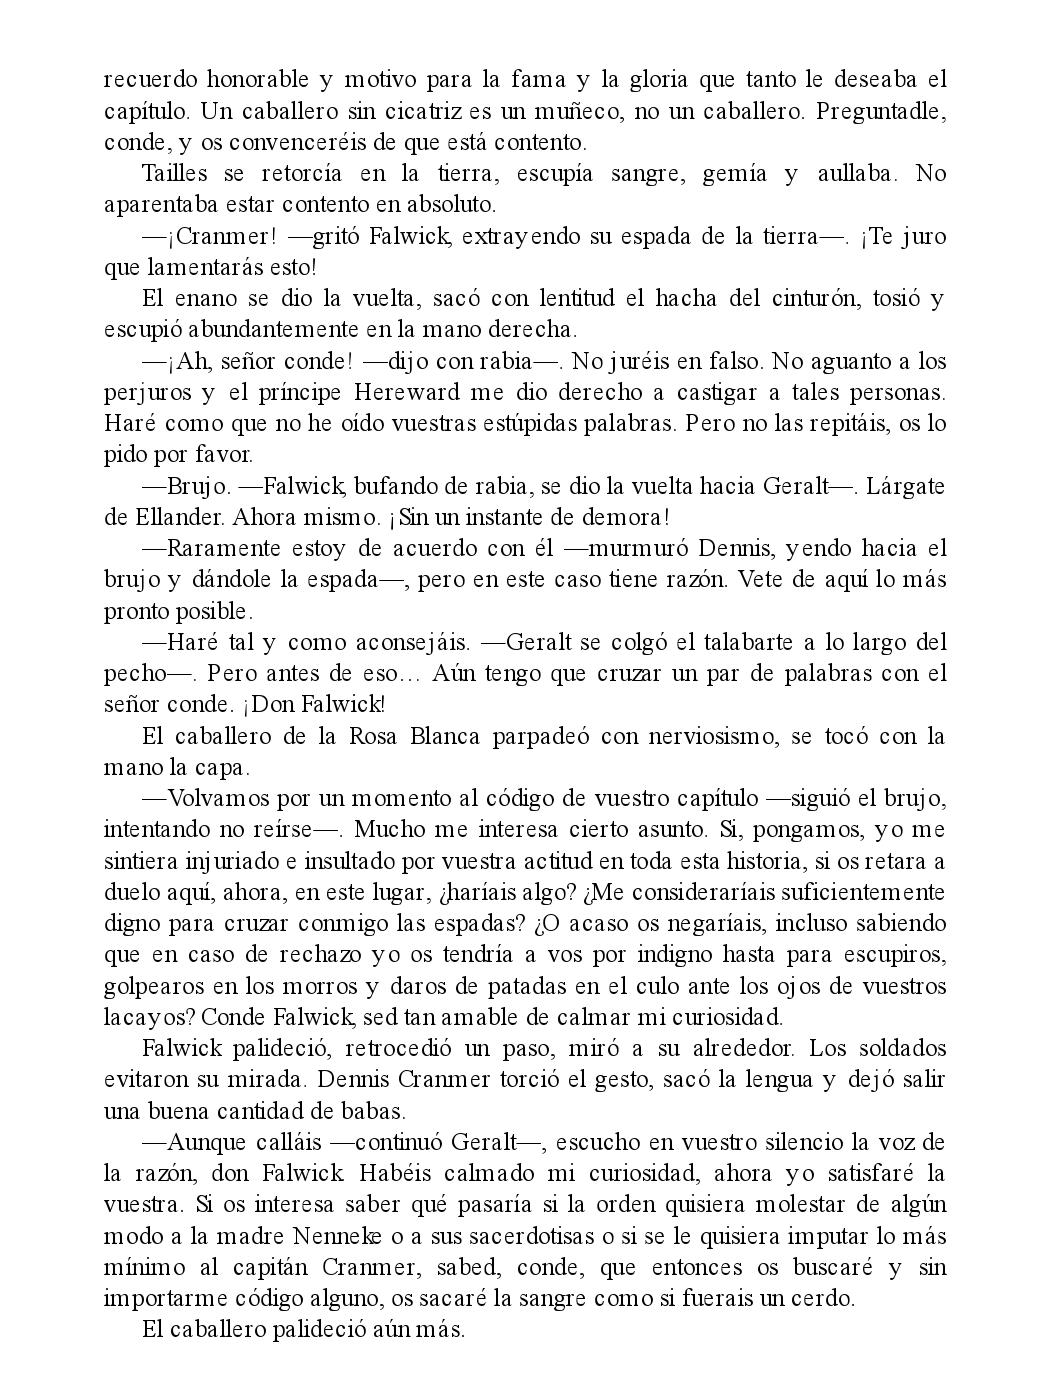 recuerdo honorable y motivo para la fama y la gloria que tanto le deseaba el
capítulo. Un caballero sin cicatriz es un muñeco, no un caballero. Preguntadle,
conde, y os convenceréis de que está contento.
Tailles se retorcía en la tierra, escupía sangre, gemía y aullaba. No
aparentaba estar contento en absoluto.
—¡Cranmer! —gritó Falwick, extrayendo su espada de la tierra—. ¡Te juro
que lamentarás esto!
El enano se dio la vuelta, sacó con lentitud el hacha del cinturón, tosió y
escupió abundantemente en la mano derecha.
—¡Ah, señor conde! —dijo con rabia—. No juréis en falso. No aguanto a los
perjuros y el príncipe Hereward me dio derecho a castigar a tales personas.
Haré como que no he oído vuestras estúpidas palabras. Pero no las repitáis, os lo
pido por favor.
—Brujo. —Falwick, bufando de rabia, se dio la vuelta hacia Geralt—. Lárgate
de Ellander. Ahora mismo. ¡Sin un instante de demora!
—Raramente estoy de acuerdo con él —murmuró Dennis, yendo hacia el
brujo y dándole la espada—, pero en este caso tiene razón. Vete de aquí lo más
pronto posible.
—Haré tal y como aconsejáis. —Geralt se colgó el talabarte a lo largo del
pecho—. Pero antes de eso... Aún tengo que cruzar un par de palabras con el
señor conde. ¡Don Falwick!
El caballero de la Rosa Blanca parpadeó con nerviosismo, se tocó con la
mano la capa.
—Volvamos por un momento al código de vuestro capítulo —siguió el brujo,
intentando no reírse—. Mucho me interesa cierto asunto. Si, pongamos, yo me
sintiera injuriado e insultado por vuestra actitud en toda esta historia, si os retara a
duelo aquí, ahora, en este lugar, ¿haríais algo? ¿Me consideraríais suficientemente
digno para cruzar conmigo las espadas? ¿O acaso os negaríais, incluso sabiendo
que en caso de rechazo yo os tendría a vos por indigno hasta para escupiros,
golpearos en los morros y daros de patadas en el culo ante los ojos de vuestros
lacayos? Conde Falwick, sed tan amable de calmar mi curiosidad.
Falwick palideció, retrocedió un paso, miró a su alrededor. Los soldados
evitaron su mirada. Dennis Cranmer torció el gesto, sacó la lengua y dejó salir
una buena cantidad de babas.
—Aunque calláis —continuó Geralt—, escucho en vuestro silencio la voz de
la razón, don Falwick. Habéis calmado mi curiosidad, ahora yo satisfaré la
vuestra. Si os interesa saber qué pasaría si la orden quisiera molestar de algún
modo a la madre Nenneke o a sus sacerdotisas o si se le quisiera imputar lo más
mínimo al capitán Cranmer, sabed, conde, que entonces os buscaré y sin
importarme código alguno, os sacaré la sangre como si fuerais un cerdo.
El caballero palideció aún más.